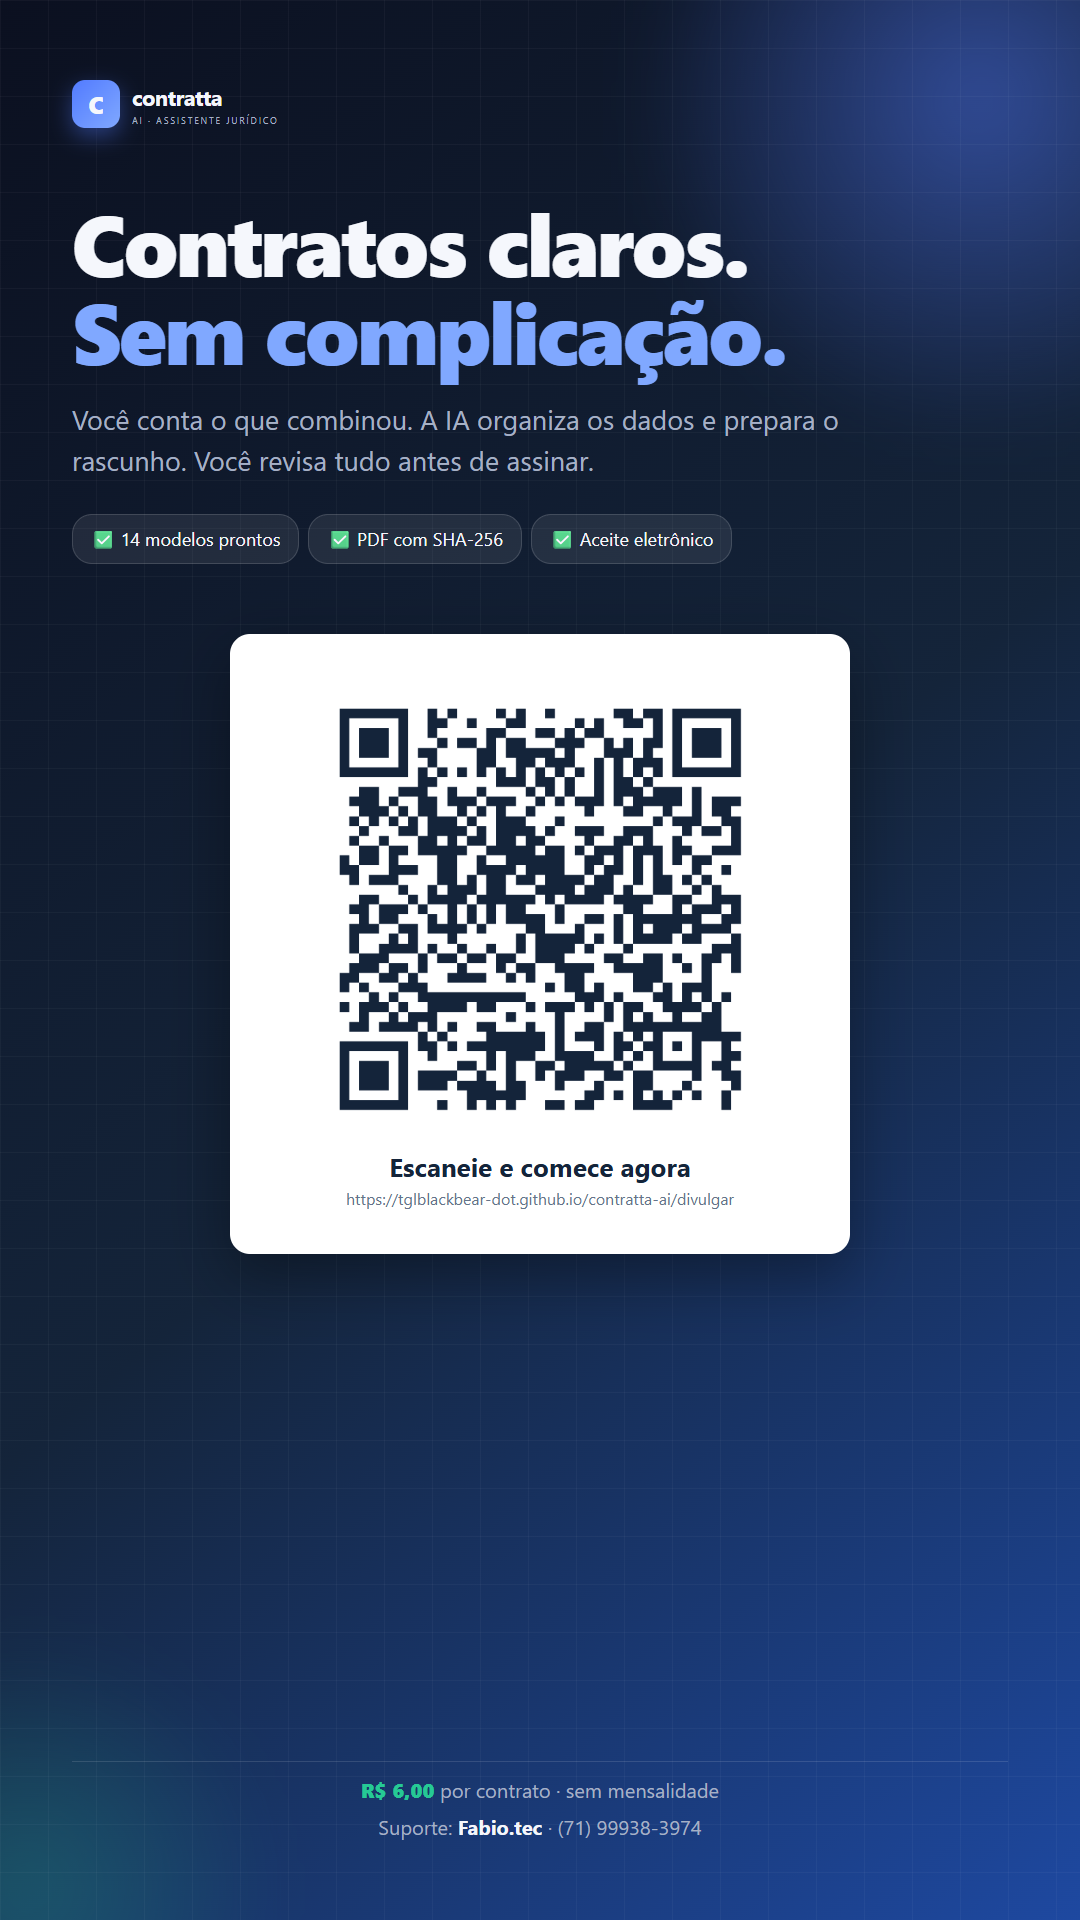 c
contratta
AI · ASSISTENTE JURÍDICO
Contratos claros.
Sem complicação.
Você conta o que combinou. A IA organiza os dados e prepara o
rascunho. Você revisa tudo antes de assinar.
✅ 14 modelos prontos
✅ PDF com SHA-256
✅ Aceite eletrônico
Escaneie e comece agora
https://tglblackbear-dot.github.io/contratta-ai/divulgar
R$ 6,00 por contrato · sem mensalidade
Suporte: Fabio.tec · (71) 99938-3974